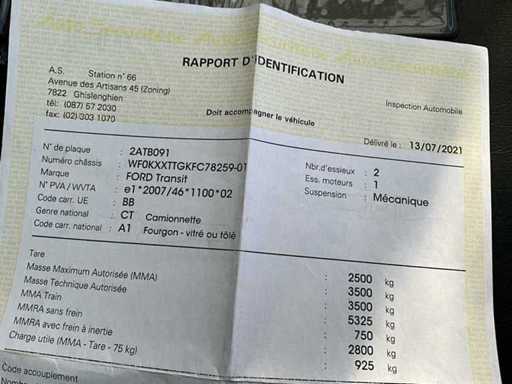 RAPPORT D'IDENTIFICATION
A.S. Station n° 66
Avenue des Artisans 45 (Zoning)
7822 Ghislenghien
tél: (087) 57 2030
fax: (02) 303 1070
Inspection Automobile
Doit accompagner le véhicule
Délivré le : 13/07/2021
N° de plaque : 2ATB091
Numéro châssis : WF0KXXTTGKFC78259-01
Marque : FORD Transit
N° PVA / WVTA : e1*2007/46*1100*02
Code carr. UE : BB
Genre national : CT Camionnette
Code carr. national : A1 Fourgon - vitré ou tôlé
Nbr.d'essieux : 2
Ess. moteurs : 1
Suspension : Mécanique
Tare : 2500 kg
Masse Maximum Autorisée (MMA) : 3500 kg
Masse Technique Autorisée : 3500 kg
MMA Train : 5325 kg
MMRA sans frein : 750 kg
MMRA avec frein à inertie : 2800 kg
Charge utile (MMA - Tare - 75 kg) : 925 kg
Code accouplement